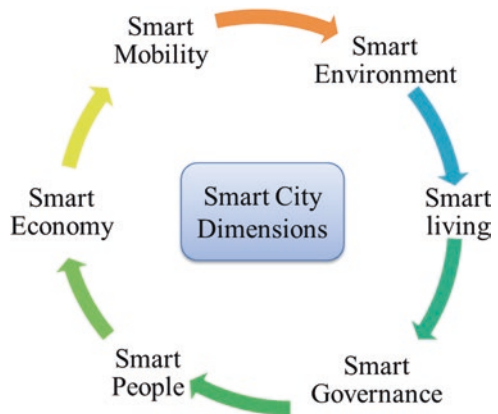 Smart
Mobility
Smart
Environment
Smart
living
Smart
Governance
Smart
People
Smart
Economy
Smart City
Dimensions